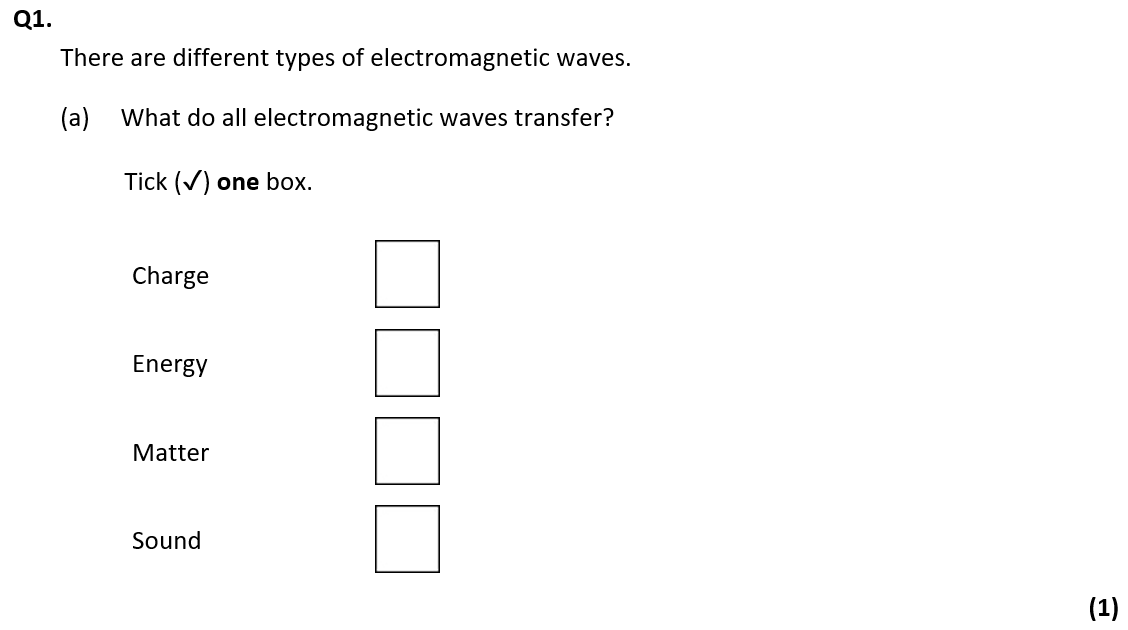 Q1.
There are different types of electromagnetic waves.
(a) What do all electromagnetic waves transfer?
Tick (✓) one box.
Charge
Energy
Matter
Sound
(1)